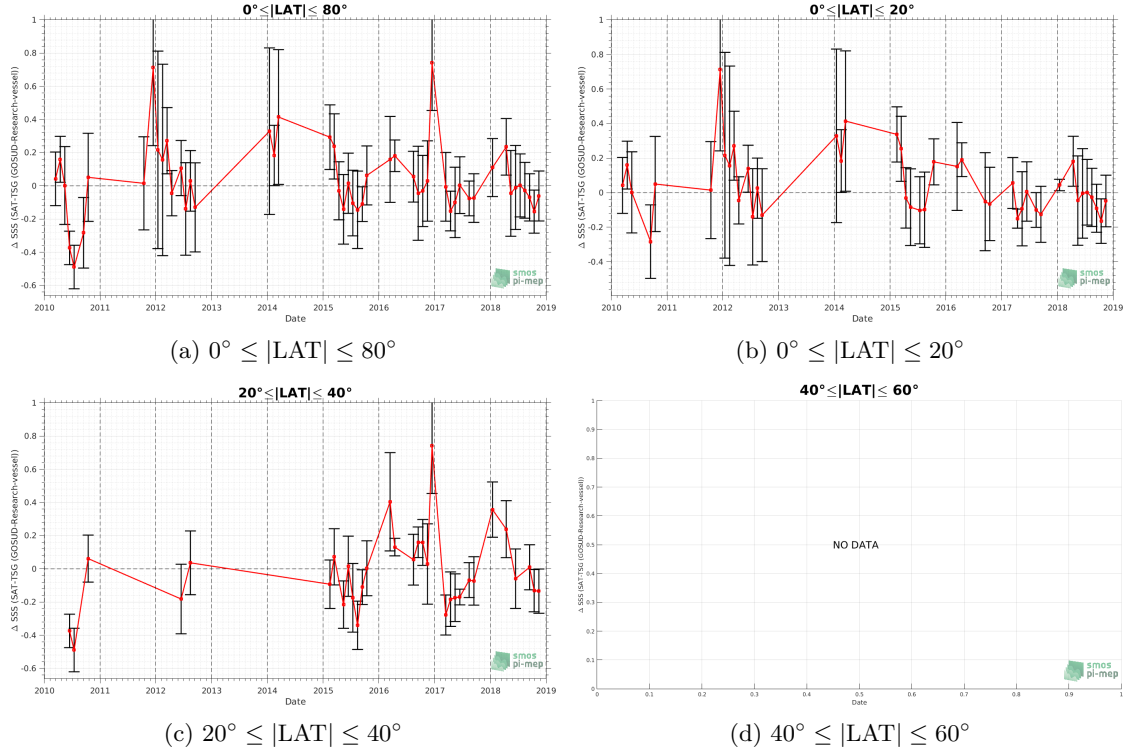 0°≤|LAT|≤ 80°
Δ SSS (SAT-TSG (GOSUD-Research-vessel))
1
0.8
0.6
0.4
0.2
0
-0.2
-0.4
-0.6
2010 2011 2012 2013 2014 2015 2016 2017 2018 2019
Date
smos
pi-mep
(a) 0° ≤ |LAT| ≤ 80°
0°≤|LAT|≤ 20°
Δ SSS (SAT-TSG (GOSUD-Research-vessel))
1
0.8
0.6
0.4
0.2
0
-0.2
-0.4
2010 2011 2012 2013 2014 2015 2016 2017 2018 2019
Date
smos
pi-mep
(b) 0° ≤ |LAT| ≤ 20°
20°≤|LAT|≤ 40°
Δ SSS (SAT-TSG (GOSUD-Research-vessel))
1
0.8
0.6
0.4
0.2
0
-0.2
-0.4
-0.6
2010 2011 2012 2013 2014 2015 2016 2017 2018 2019
Date
smos
pi-mep
(c) 20° ≤ |LAT| ≤ 40°
40°≤|LAT|≤ 60°
Δ SSS (SAT-TSG (GOSUD-Research-vessel))
1
0.9
0.8
0.7
0.6
0.5
0.4
0.3
0.2
0.1
0
NO DATA
0 0.1 0.2 0.3 0.4 0.5 0.6 0.7 0.8 0.9 1
Date
smos
pi-mep
(d) 40° ≤ |LAT| ≤ 60°